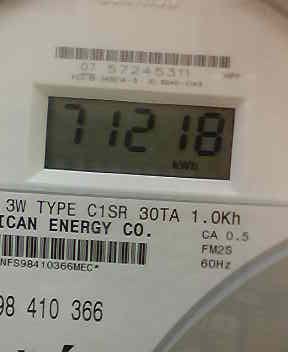 07 57245311
71218
kWh
3W TYPE C1SR 30TA 1.0Kh
ICAN ENERGY CO.
CA 0.5
FM2S
60Hz
NFS98410366MEC*
98 410 366